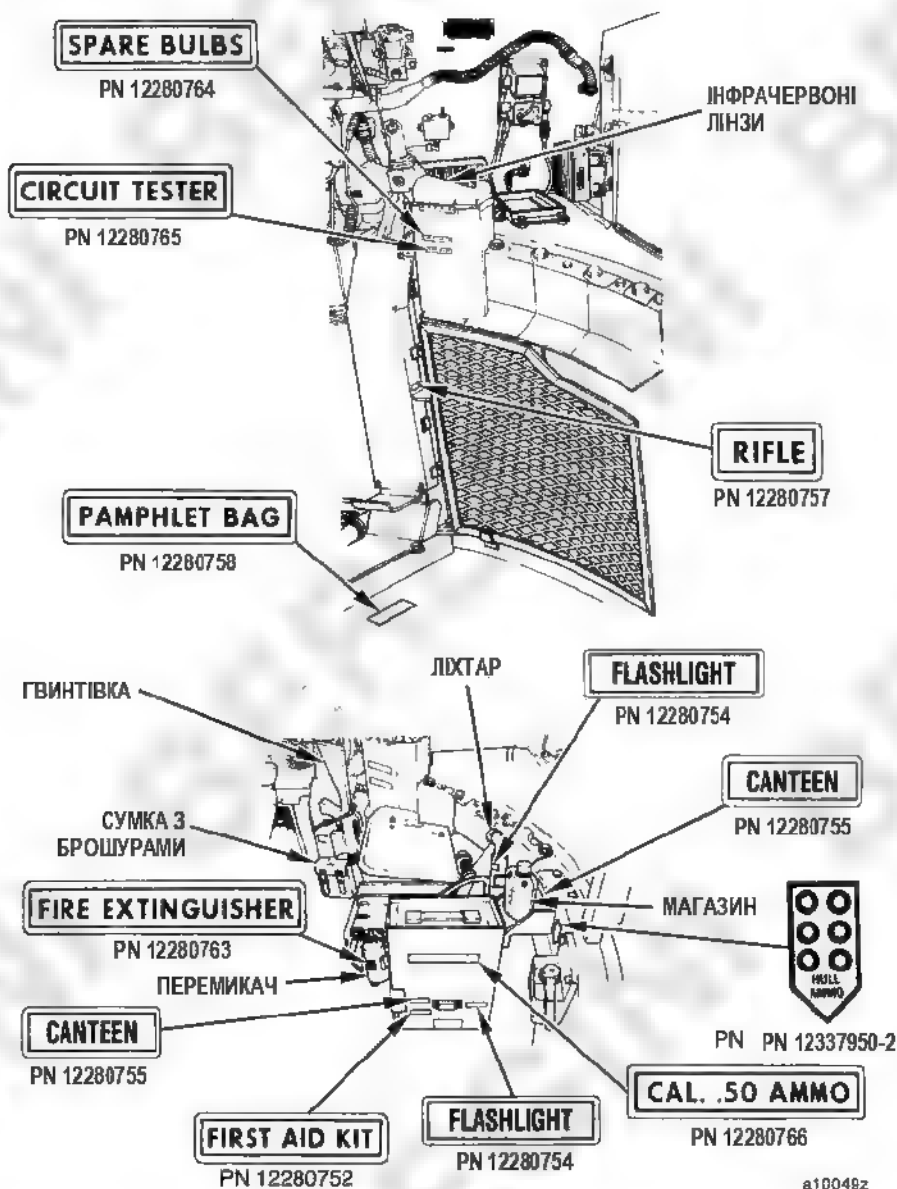 SPARE BULBS
PN 12280764
ІНФРАЧЕРВОНІ
ЛІНЗИ
CIRCUIT TESTER
PN 12280765
RIFLE
PN 12280757
PAMPHLET BAG
PN 12280758
ГВИНТІВКА
ЛІХТАР
FLASHLIGHT
PN 12280754
CANTEEN
PN 12280755
СУМКА З
БРОШУРАМИ
FIRE EXTINGUISHER
PN 12280763
МАГАЗИН
ПЕРЕМИКАЧ
HULL
AMMO
PN PN 12337950-2
CANTEEN
PN 12280755
CAL. .50 AMMO
PN 12280766
FIRST AID KIT
PN 12280752
FLASHLIGHT
PN 12280754
a10049z